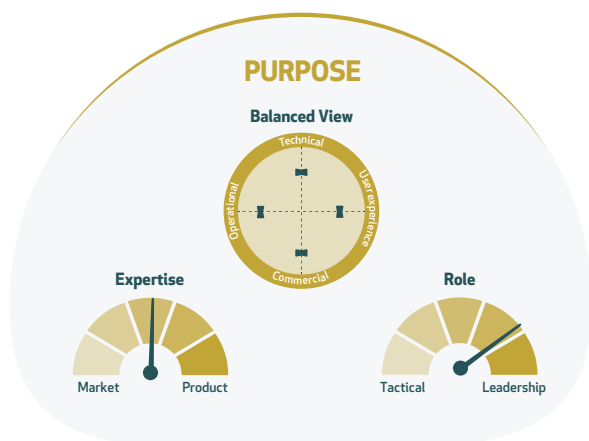 PURPOSE
Balanced View
Technical
User experience
Operational
Commercial
Expertise
Market
Product
Role
Tactical
Leadership